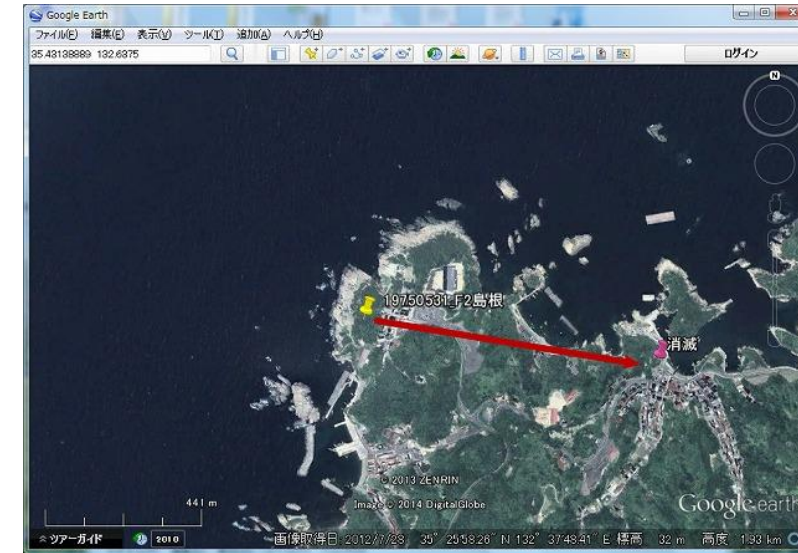 Google Earth
ファイル(F) 編集(E) 表示(V) ツール(T) 追加(A) ヘルプ(H)
35.43138889 132.6375
ログイン
N
19750531_F2島根
消滅
© 2013 ZENRIN
Image © 2014 DigitalGlobe
Google earth
441 m
ツアーガイド
2010
画像取得日: 2012/7/28 35°25'58.26" N 132°37'48.41" E 標高 32 m 高度 1.93 km